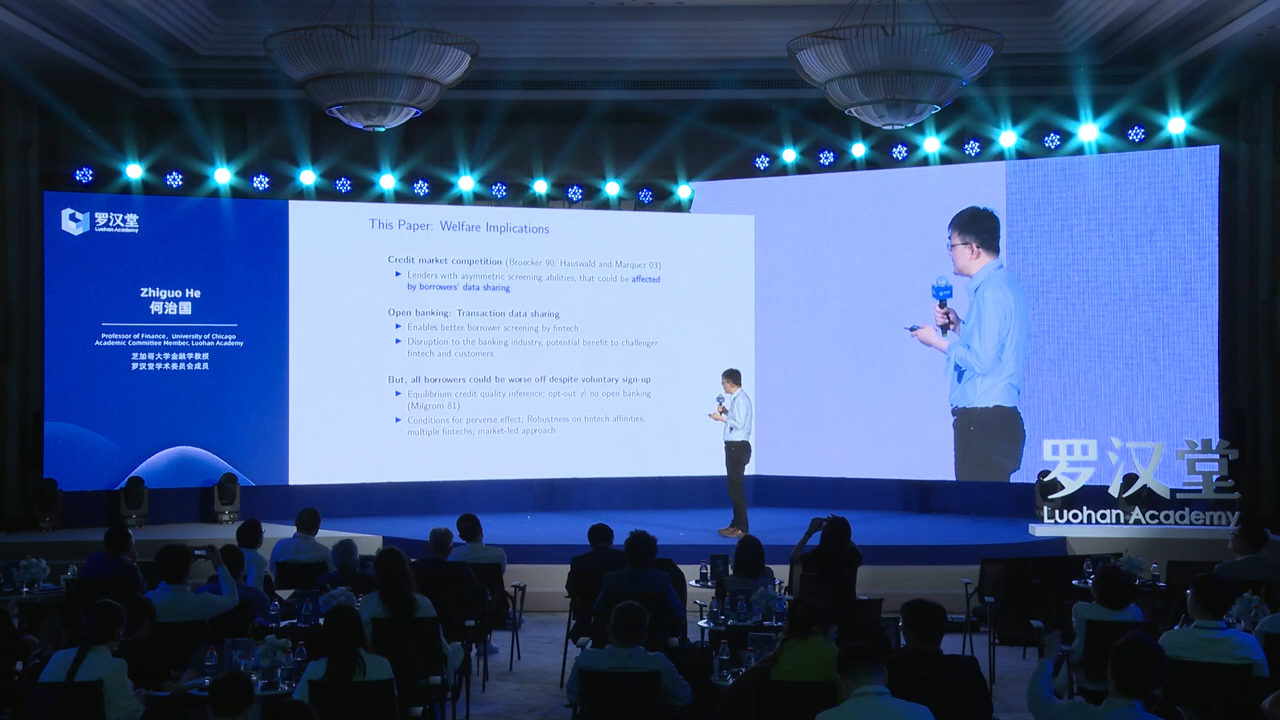 罗汉堂
Luohan Academy
Zhiguo He
何治国
Professor of Finance, University of Chicago
Academic Committee Member, Luohan Academy
芝加哥大学金融学教授
罗汉堂学术委员会成员
This Paper: Welfare Implications
Credit market competition (Broecker 90; Hauswald and Marquez 03)
Lenders with asymmetric screening abilities, that could be affected
by borrowers' data sharing
Open banking: Transaction data sharing
Enables better borrower screening by fintech
Disruption to the banking industry, potential benefit to challenger
fintech and customers
But, all borrowers could be worse off despite voluntary sign-up
Equilibrium credit quality inference; opt-out ≠ no open banking
(Milgrom 81)
Conditions for perverse effect; Robustness on fintech affinities,
multiple fintechs, market-led approach
罗汉堂
Luohan Academy